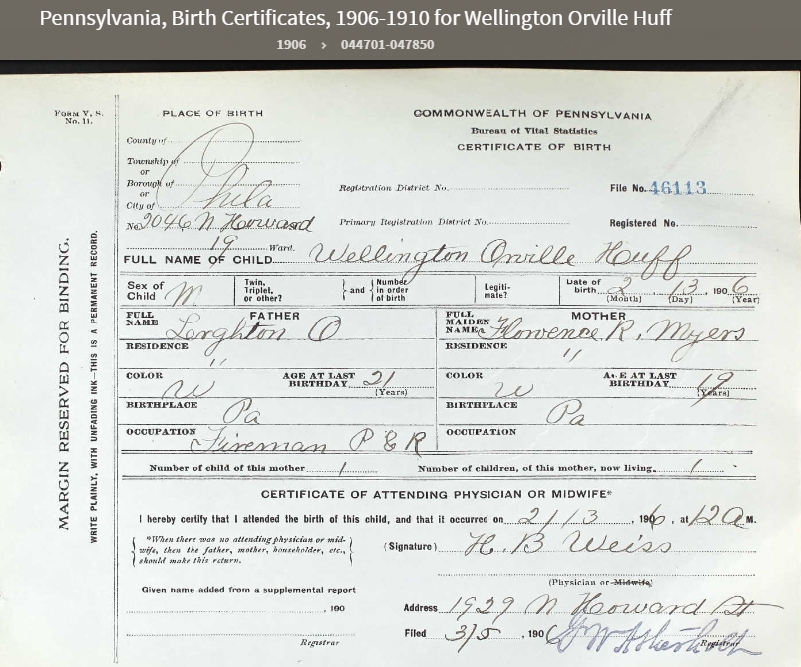 Pennsylvania, Birth Certificates, 1906-1910 for Wellington Orville Huff
1906 › 044701-047850
FORM V. S.
No. 11.
MARGIN RESERVED FOR BINDING.
WRITE PLAINLY, WITH UNFADING INK—THIS IS A PERMANENT RECORD.
PLACE OF BIRTH
County of
Township of
or
Borough of
or
City of Phila
No. 2046 N Howard
19 Ward.
COMMONWEALTH OF PENNSYLVANIA
Bureau of Vital Statistics
CERTIFICATE OF BIRTH
Registration District No. File No. 46113
Primary Registration District No. Registered No.
FULL NAME OF CHILD Wellington Orville Huff
Sex of Child M Twin, Triplet, or other? } and { Number in order of birth Legiti-mate? Date of birth 2 13 1906
(Month) (Day) (Year)
FATHER
FULL NAME Leighton O
RESIDENCE "
COLOR W AGE AT LAST BIRTHDAY 21
(Years)
BIRTHPLACE Pa
OCCUPATION Fireman P & R
MOTHER
FULL MAIDEN NAME Florence R. Myers
RESIDENCE "
COLOR W AGE AT LAST BIRTHDAY 19
(Years)
BIRTHPLACE Pa
OCCUPATION
Number of child of this mother 1 Number of children, of this mother, now living. 1
CERTIFICATE OF ATTENDING PHYSICIAN OR MIDWIFE*
I hereby certify that I attended the birth of this child, and that it occurred on 2/13, 1906, at 12 A M.
*When there was no attending physician or mid-
wife, then the father, mother, householder, etc.,
should make this return.
(Signature) H. B Weiss
(Physician or Midwife)
Given name added from a supplemental report
, 190
Registrar
Address 1929 N Howard St
Filed 3/5, 1906
Registrar